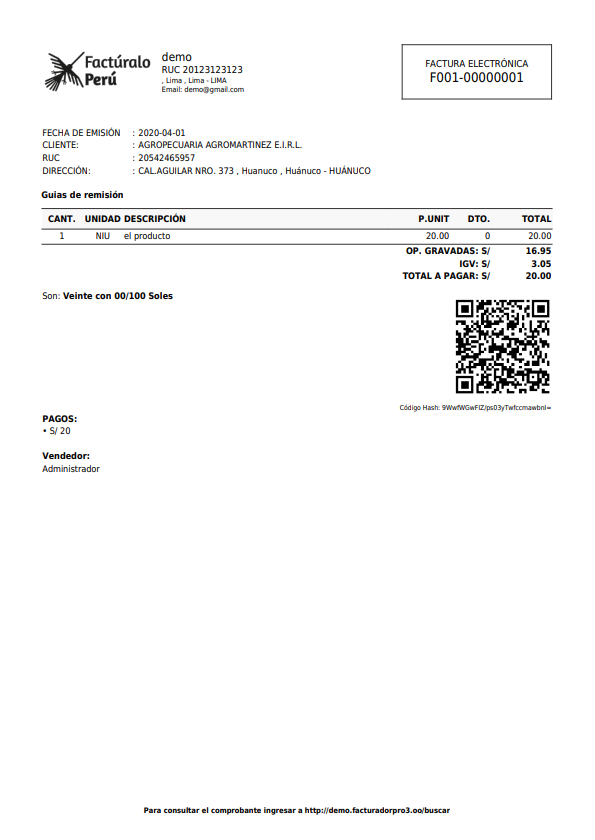 Factúralo
Perú
demo
RUC 20123123123
, Lima , Lima - LIMA
Email: demo@gmail.com
FACTURA ELECTRÓNICA
F001-00000001
FECHA DE EMISIÓN : 2020-04-01
CLIENTE: : AGROPECUARIA AGROMARTINEZ E.I.R.L.
RUC : 20542465957
DIRECCIÓN: : CAL.AGUILAR NRO. 373 , Huanuco , Huánuco - HUÁNUCO
Guias de remisión
CANT. UNIDAD DESCRIPCIÓN P.UNIT DTO. TOTAL
1 NIU el producto 20.00 0 20.00
OP. GRAVADAS: S/ 16.95
IGV: S/ 3.05
TOTAL A PAGAR: S/ 20.00
Son: Veinte con 00/100 Soles
Código Hash:
PAGOS:
• S/ 20
Vendedor:
Administrador
Para consultar el comprobante ingresar a http://demo.facturadorpro3.oo/buscar